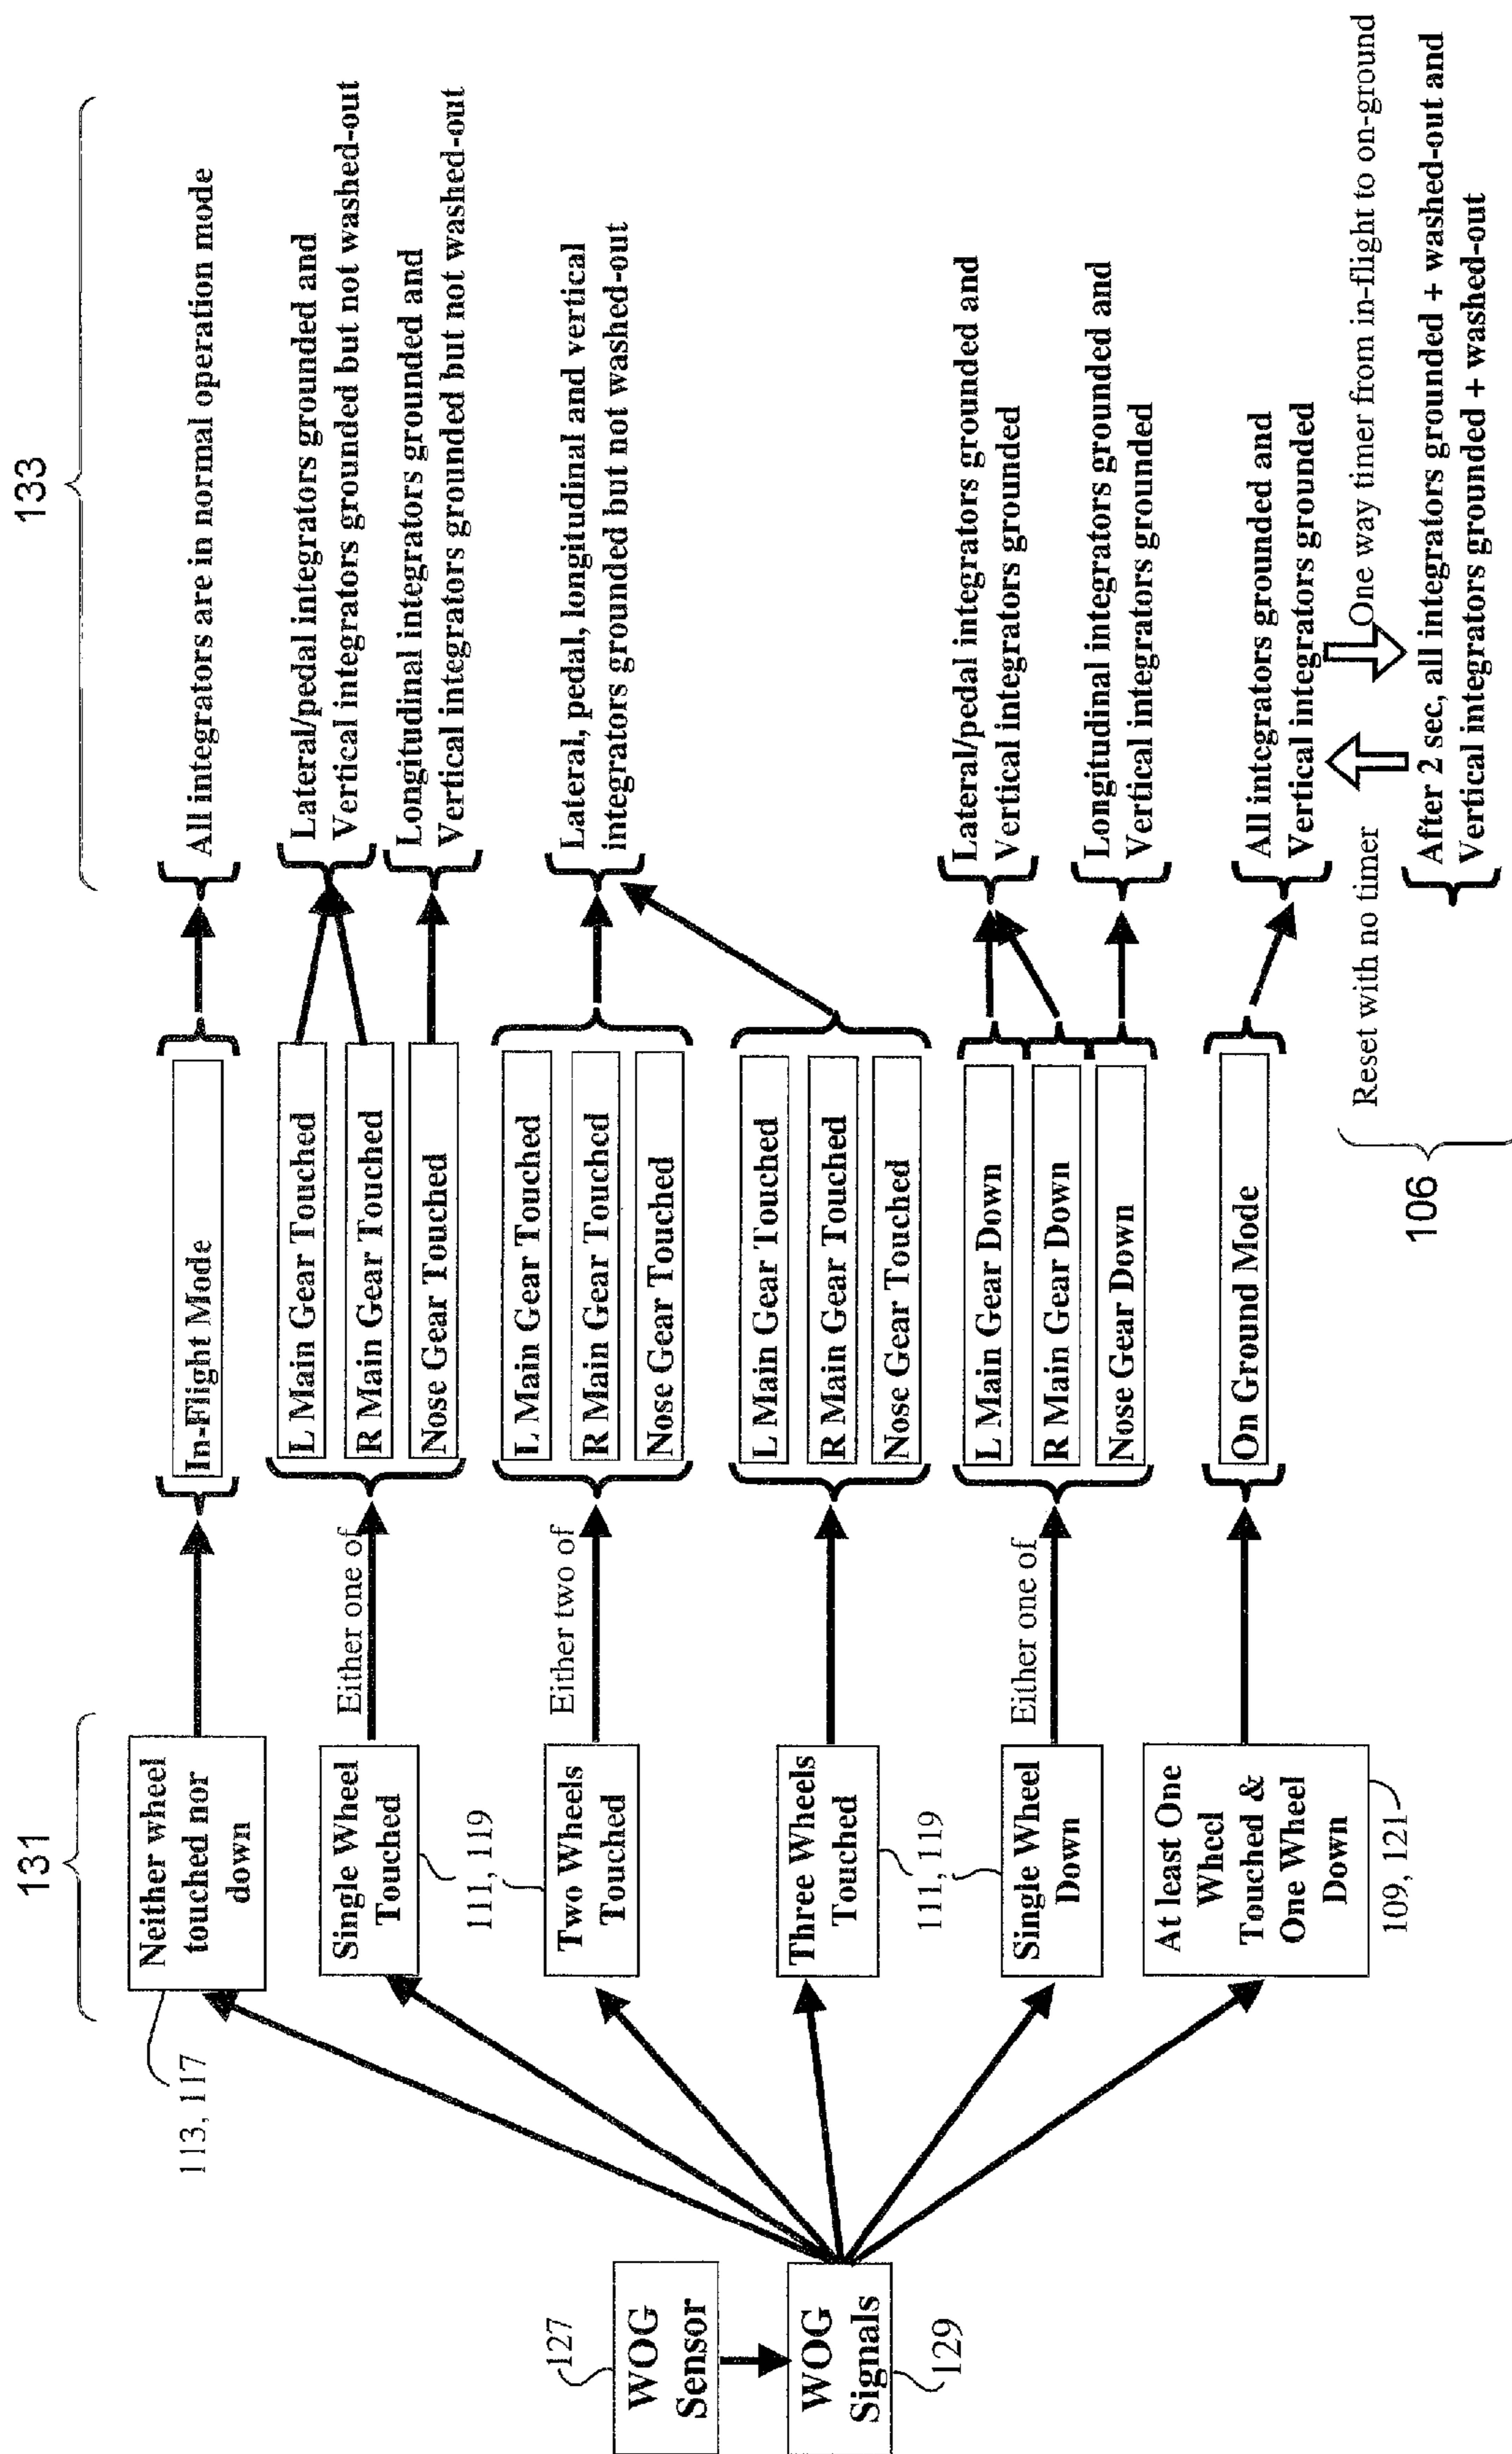 131
133
113, 117
Neither wheel
touched nor
down
In-Flight Mode
All integrators are in normal operation mode
Single Wheel
Touched
Either one of
L Main Gear Touched
R Main Gear Touched
Nose Gear Touched
Lateral/pedal integrators grounded and
Vertical integrators grounded but not washed-out
Longitudinal integrators grounded and
Vertical integrators grounded but not washed-out
111, 119
127
WOG
Sensor
WOG
Signals
129
Two Wheels
Touched
Either two of
L Main Gear Touched
R Main Gear Touched
Nose Gear Touched
Lateral, pedal, longitudinal and vertical
integrators grounded but not washed-out
Three Wheels
Touched
L Main Gear Touched
R Main Gear Touched
Nose Gear Touched
111, 119
Single Wheel
Down
Either one of
L Main Gear Down
R Main Gear Down
Nose Gear Down
Lateral/pedal integrators grounded and
Vertical integrators grounded
Longitudinal integrators grounded and
Vertical integrators grounded
At least One
Wheel
Touched &
One Wheel
Down
109, 121
On Ground Mode
All integrators grounded and
Vertical integrators grounded
Reset with no timer
One way timer from in-flight to on-ground
106
After 2 sec, all integrators grounded + washed-out and
Vertical integrators grounded + washed-out